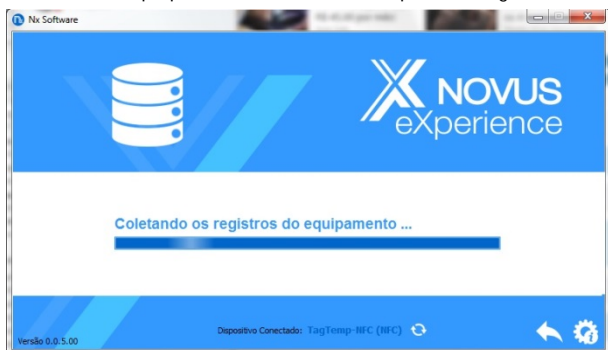 Nx Software
NOVUS
eXperience
Coletando os registros do equipamento ...
Dispositivo Conectado: TagTemp-NFC (NFC)
Versão 0.0.5.00